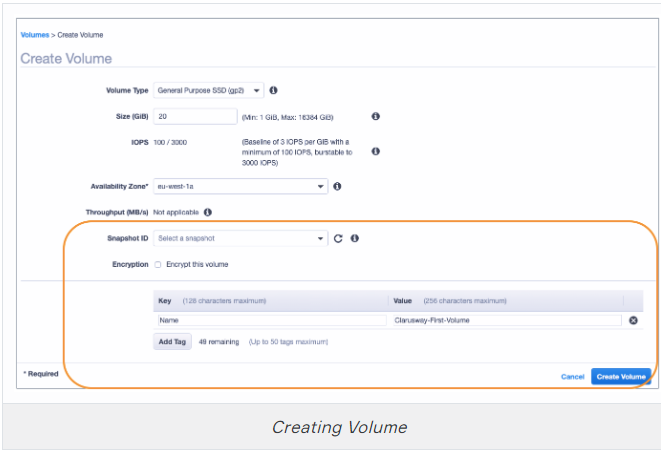 Volumes > Create Volume
Create Volume
Volume Type General Purpose SSD (gp2)
Size (GiB) 20 (Min: 1 GiB, Max: 16384 GiB)
IOPS 100 / 3000 (Baseline of 3 IOPS per GiB with a
minimum of 100 IOPS, burstable to
3000 IOPS)
Availability Zone* eu-west-1a
Throughput (MB/s) Not applicable
Snapshot ID Select a snapshot
Encryption Encrypt this volume
Key (128 characters maximum) Value (256 characters maximum)
Name Clarusway-First-Volume
Add Tag 49 remaining (Up to 50 tags maximum)
* Required Cancel Create Volume
Creating Volume